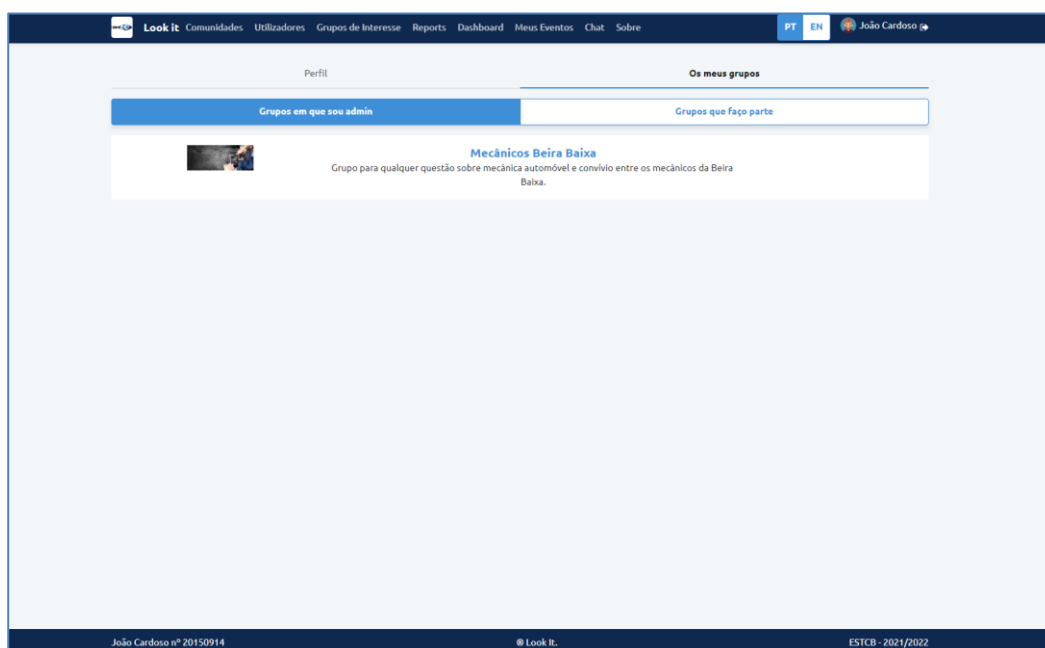 Look it Comunidades Utilizadores Grupos de Interesse Reports Dashboard Meus Eventos Chat Sobre PT EN João Cardoso
Perfil Os meus grupos
Grupos em que sou admin Grupos que faço parte
Mecânicos Beira Baixa
Grupo para qualquer questão sobre mecânica automóvel e convívio entre os mecânicos da Beira
Baixa.
João Cardoso nº 20150914 ® Look It. ESTCB - 2021/2022